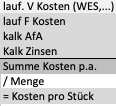 lauf. V Kosten (WES,...)
lauf F Kosten
kalk AfA
Kalk Zinsen
Summe Kosten p.a.
/ Menge
= Kosten pro Stück